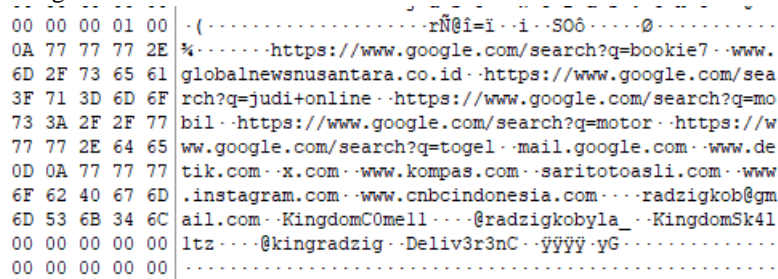 00 00 00 01 00 ·(··················rÑ@î=ï··i··SOô·····Ø·········
0A 77 77 77 2E ¾·······https://www.google.com/search?q=bookie7··www.
6D 2F 73 65 61 globalnewsnusantara.co.id··https://www.google.com/sea
3F 71 3D 6D 6F rch?q=judi+online··https://www.google.com/search?q=mo
73 3A 2F 2F 77 bil··https://www.google.com/search?q=motor··https://w
77 77 2E 64 65 ww.google.com/search?q=togel··mail.google.com··www.de
0D 0A 77 77 77 tik.com··x.com··www.kompas.com··saritotoasli.com··www
6F 62 40 67 6D .instagram.com··www.cnbcindonesia.com····radzigkob@gm
6D 53 6B 34 6C ail.com··KingdomC0me11····@radzigkobyla_··KingdomSk4l
00 00 00 00 00 ltz····@kingradzig··Deliv3r3nC··ÿÿÿÿ·yG··············
00 00 00 00 00 ·····················································